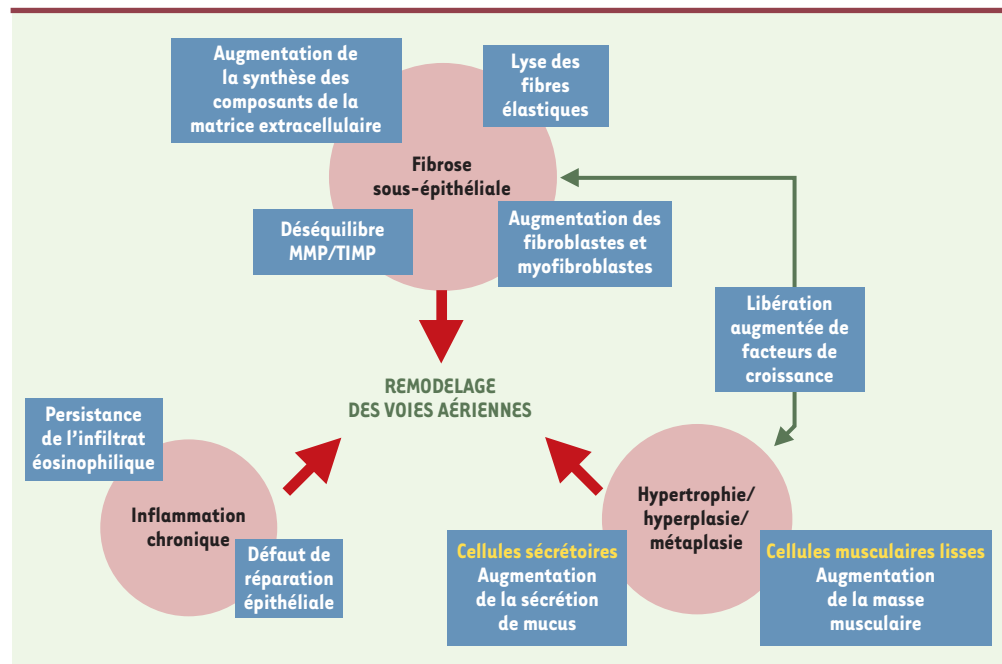 Augmentation de
la synthèse des
composants de la
matrice extracellulaire
Lyse des
fibres
élastiques
Fibrose
sous-épithéliale
Déséquilibre
MMP/TIMP
Augmentation des
fibroblastes et
myofibroblastes
Libération
augmentée de
facteurs de
croissance
REMODELAGE
DES VOIES AÉRIENNES
Persistance
de l'infiltrat
éosinophilique
Inflammation
chronique
Défaut de
réparation
épithéliale
Hypertrophie/
hyperplasie/
métaplasie
Cellules sécrétoires
Augmentation
de la sécrétion
de mucus
Cellules musculaires lisses
Augmentation
de la masse
musculaire